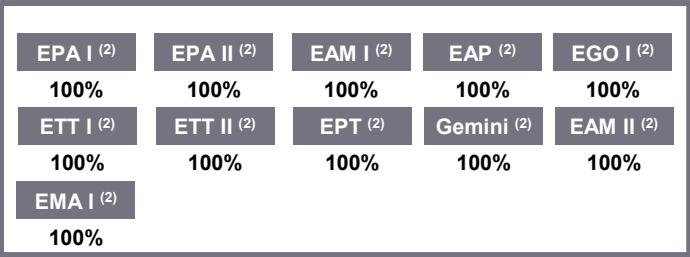 EPA I (2) EPA II (2) EAM I (2) EAP (2) EGO I (2)
100% 100% 100% 100% 100%
ETT I (2) ETT II (2) EPT (2) Gemini (2) EAM II (2)
100% 100% 100% 100% 100%
EMA I (2)
100%